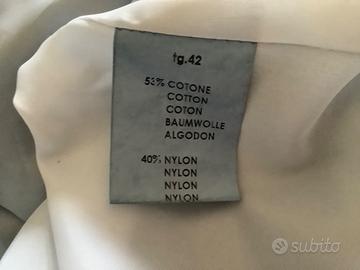 tg.42
53% COTONE
COTTON
COTON
BAUMWOLLE
ALGODON
40% NYLON
NYLON
NYLON
NYLON
subito